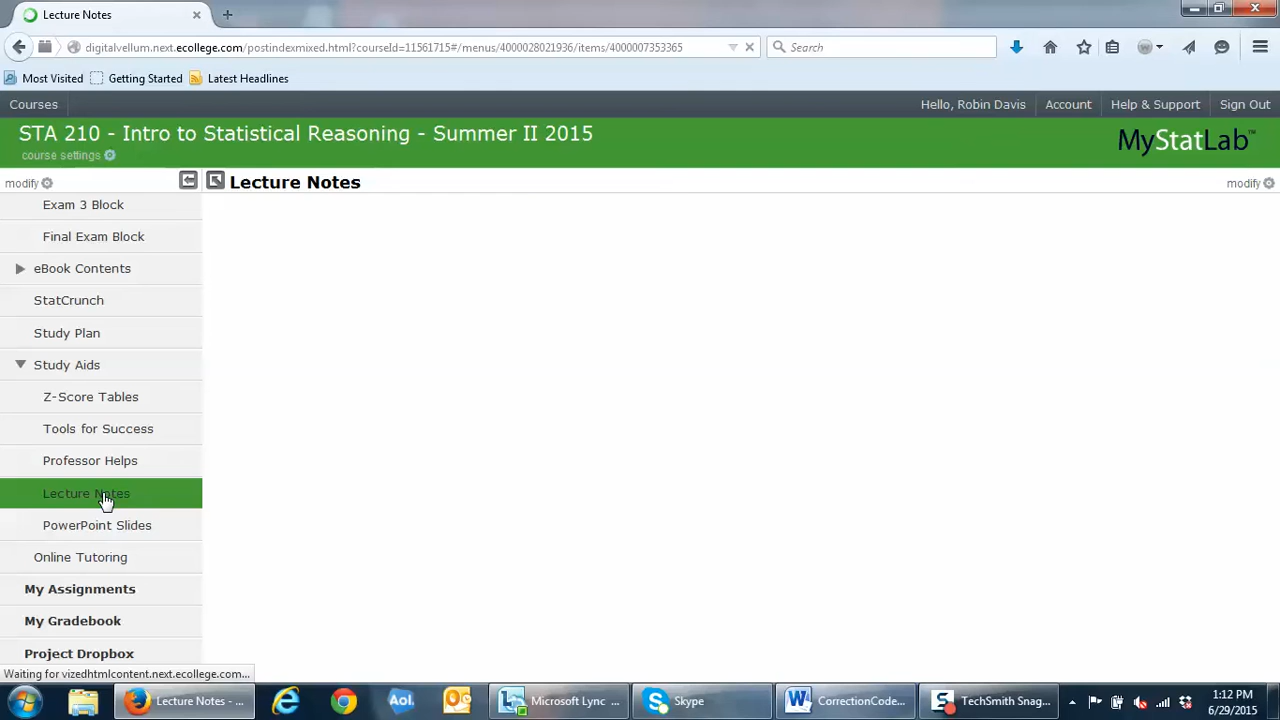 Lecture Notes
digitalvellum.next.ecollege.com/postindexmixed.html?courseId=11561715#/menus/4000028021936/items/4000007353365
Search
Most Visited Getting Started Latest Headlines
Courses Hello, Robin Davis Account Help & Support Sign Out
STA 210 - Intro to Statistical Reasoning - Summer II 2015
MyStatLab™
course settings
modify Lecture Notes modify
Exam 3 Block
Final Exam Block
eBook Contents
StatCrunch
Study Plan
Study Aids
Z-Score Tables
Tools for Success
Professor Helps
Lecture Notes
PowerPoint Slides
Online Tutoring
My Assignments
My Gradebook
Project Dropbox
Waiting for vizedhtmlcontent.next.ecollege.com...
Lecture Notes - ... Aol. Microsoft Lync ... Skype CorrectionCode... TechSmith Snag...
1:12 PM
6/29/2015